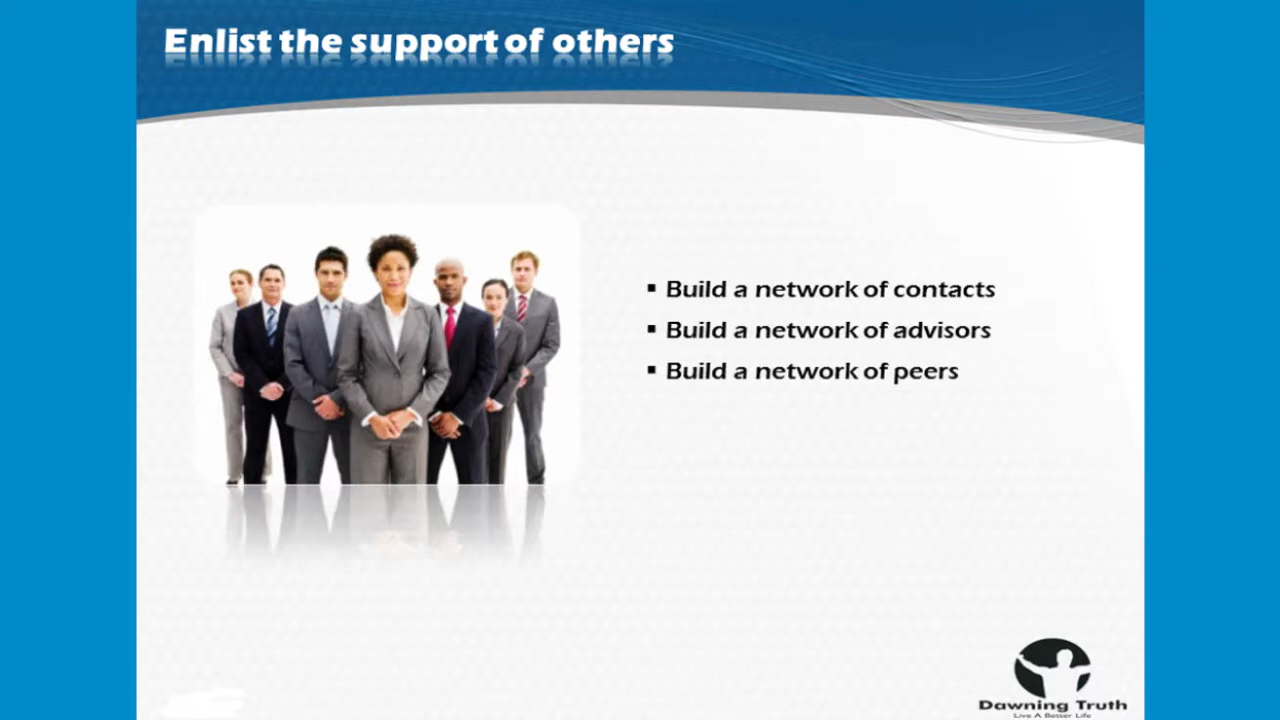 Enlist the support of others
▪ Build a network of contacts
▪ Build a network of advisors
▪ Build a network of peers
Dawning Truth
Live A Better Life